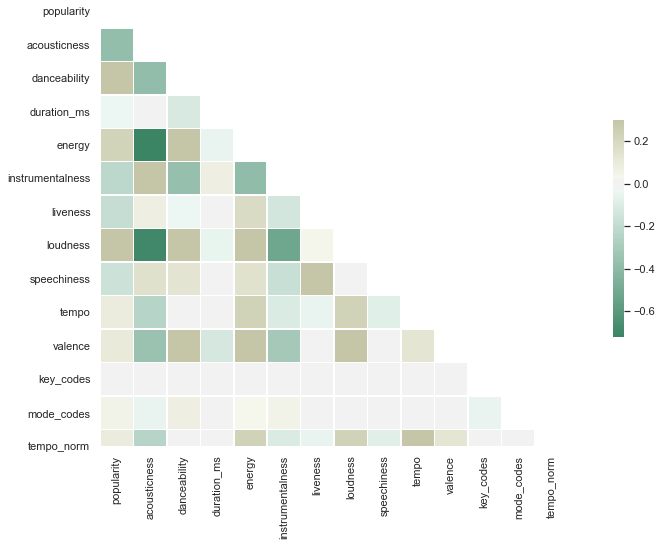 popularity
acousticness
danceability
duration_ms
energy
instrumentalness
liveness
loudness
speechiness
tempo
valence
key_codes
mode_codes
tempo_norm
popularity
acousticness
danceability
duration_ms
energy
instrumentalness
liveness
loudness
speechiness
tempo
valence
key_codes
mode_codes
tempo_norm
0.2
0.0
−0.2
−0.4
−0.6